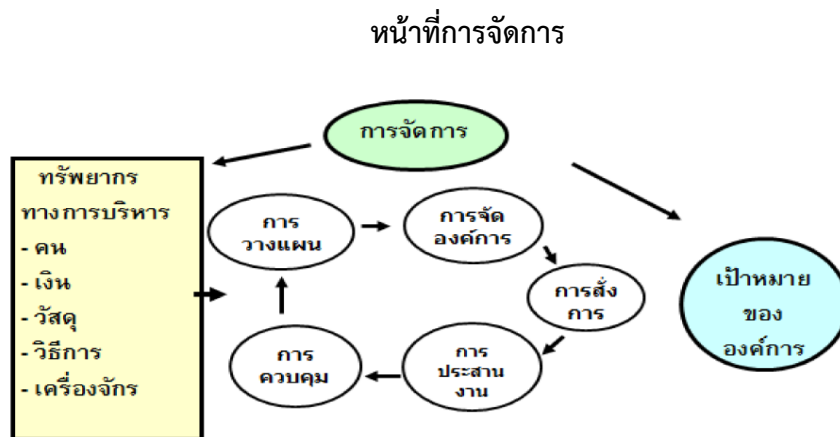 หน้าที่การจัดการ
การจัดการ
ทรัพยากร
ทางการบริหาร
- คน
- เงิน
- วัสดุ
- วิธีการ
- เครื่องจักร
การ
วางแผน
การจัด
องค์การ
การสั่ง
การ
การ
ประสาน
งาน
การ
ควบคุม
เป้าหมาย
ของ
องค์การ